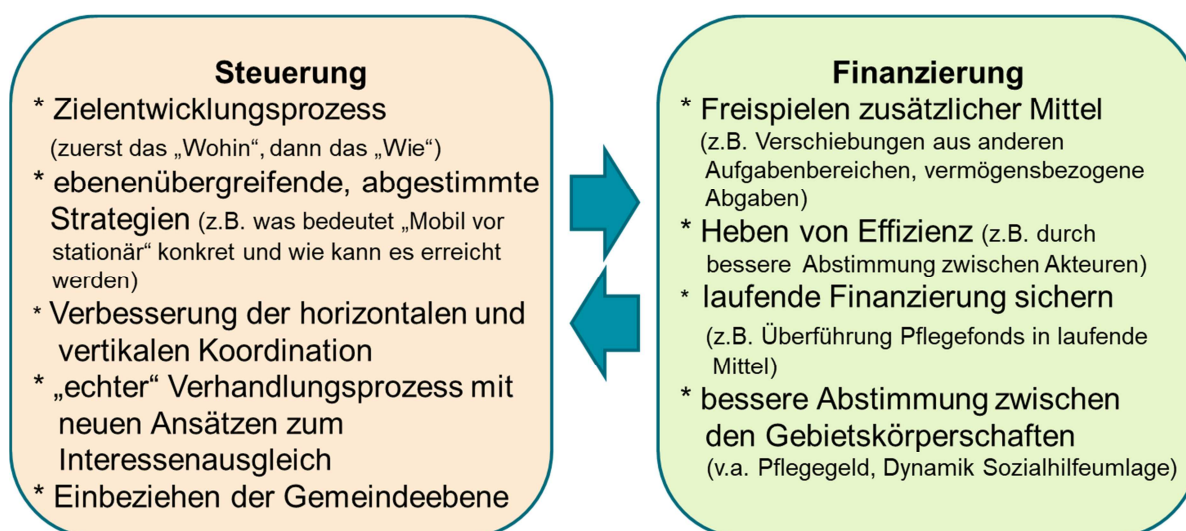 Steuerung
* Zielentwicklungsprozess
(zuerst das „Wohin“, dann das „Wie“)
* ebenenübergreifende, abgestimmte
Strategien (z.B. was bedeutet „Mobil vor
stationär“ konkret und wie kann es erreicht
werden)
* Verbesserung der horizontalen und
vertikalen Koordination
* „echter“ Verhandlungsprozess mit
neuen Ansätzen zum
Interessenausgleich
* Einbeziehen der Gemeindeebene
Finanzierung
* Freispielen zusätzlicher Mittel
(z.B. Verschiebungen aus anderen
Aufgabenbereichen, vermögensbezogene
Abgaben)
* Heben von Effizienz (z.B. durch
bessere Abstimmung zwischen Akteuren)
* laufende Finanzierung sichern
(z.B. Überführung Pflegefonds in laufende
Mittel)
* bessere Abstimmung zwischen
den Gebietskörperschaften
(v.a. Pflegegeld, Dynamik Sozialhilfeumlage)